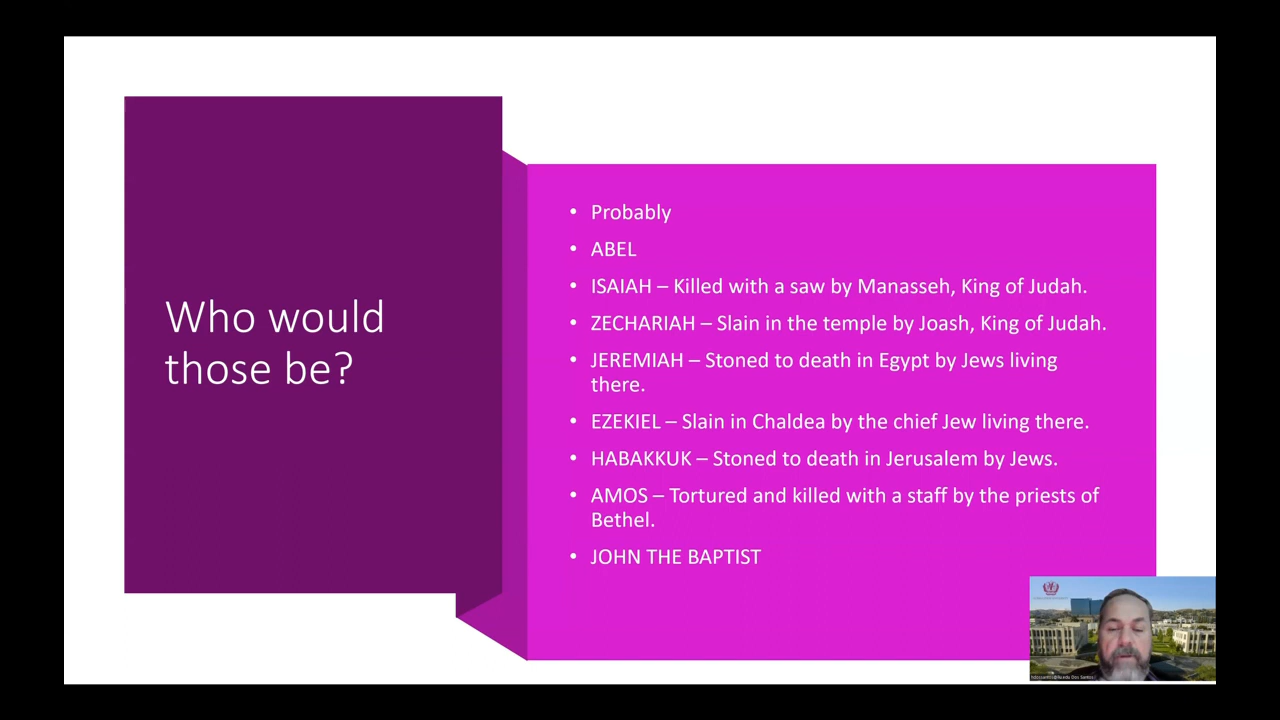 Who would
those be?
• Probably
• ABEL
• ISAIAH – Killed with a saw by Manasseh, King of Judah.
• ZECHARIAH – Slain in the temple by Joash, King of Judah.
• JEREMIAH – Stoned to death in Egypt by Jews living
there.
• EZEKIEL – Slain in Chaldea by the chief Jew living there.
• HABAKKUK – Stoned to death in Jerusalem by Jews.
• AMOS – Tortured and killed with a staff by the priests of
Bethel.
• JOHN THE BAPTIST
Dos Santos